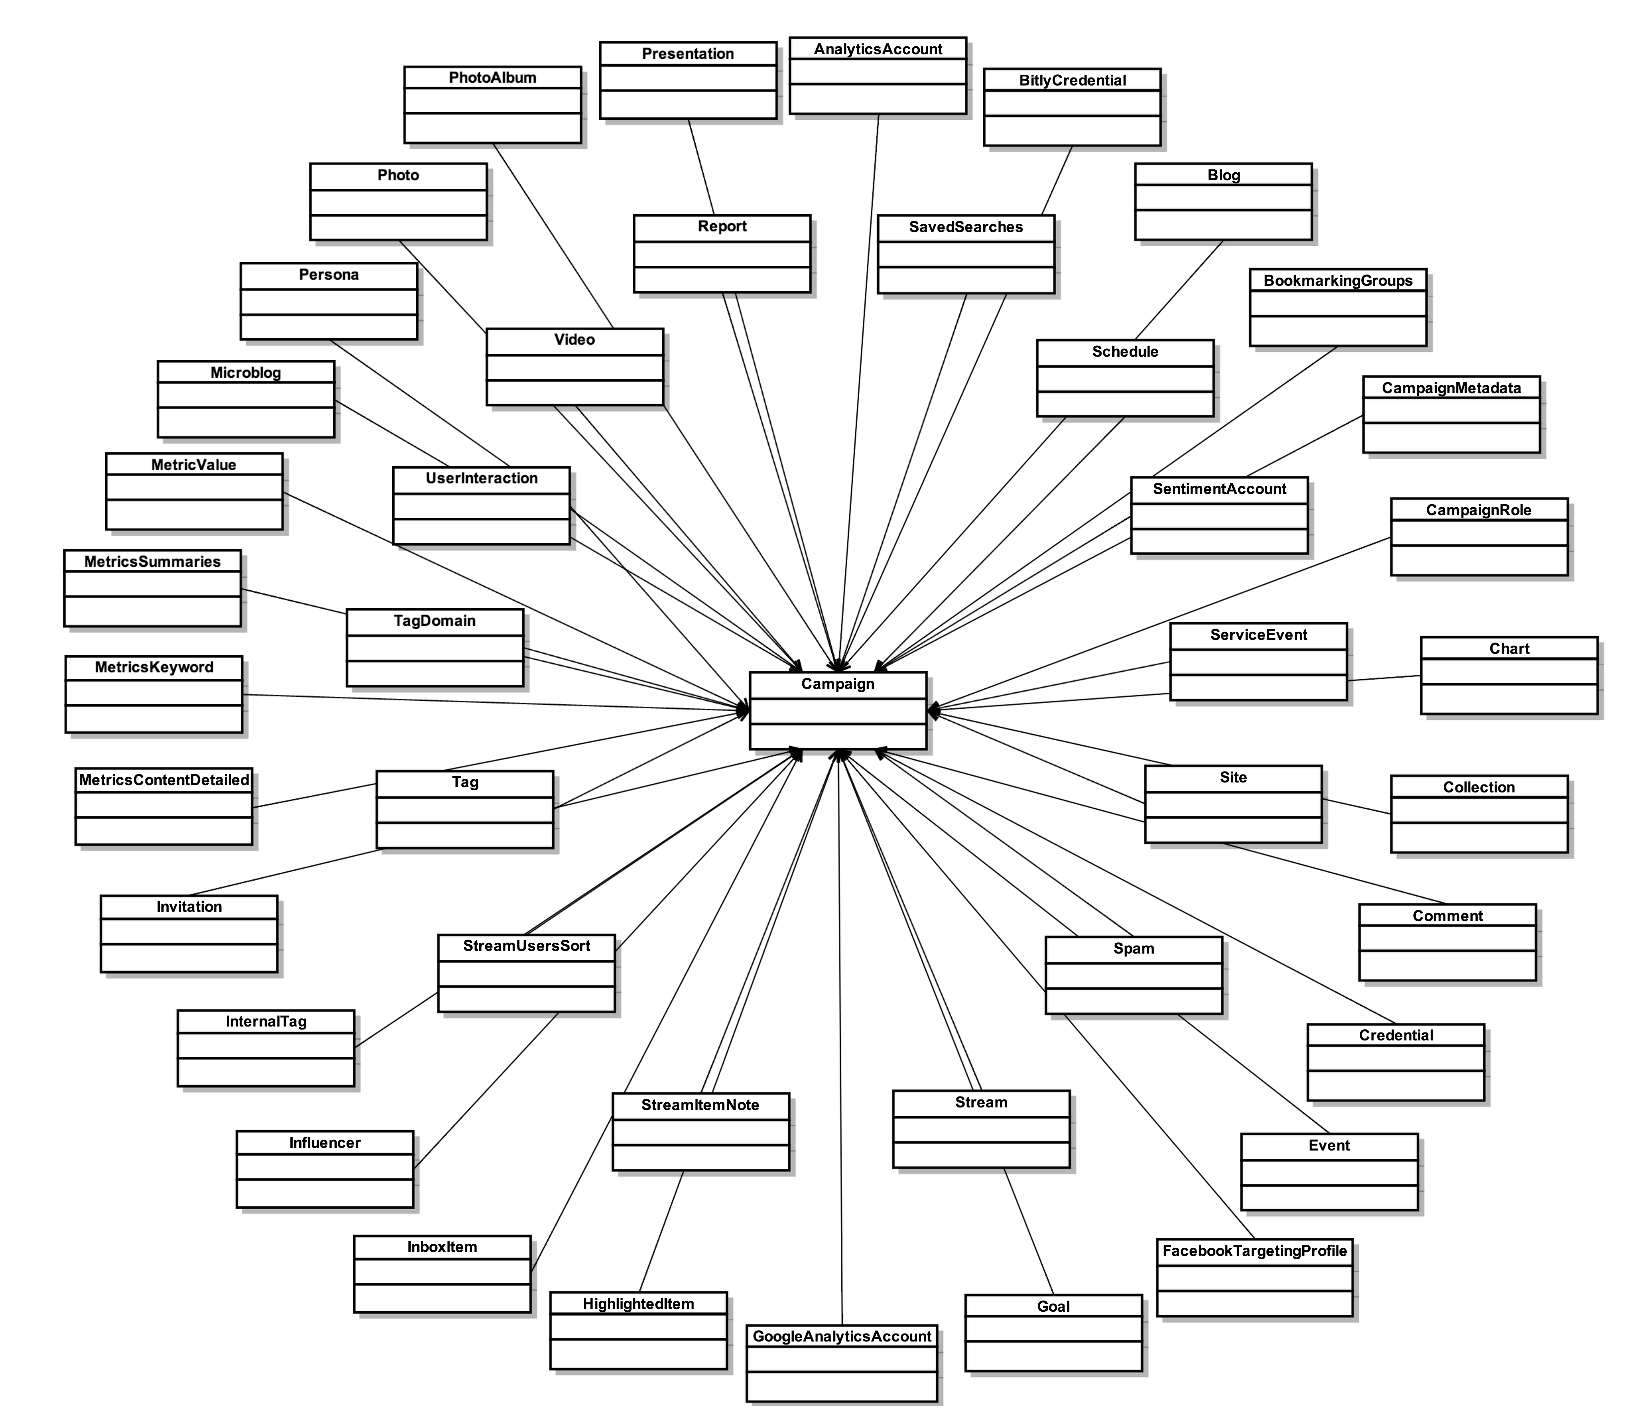 AnalyticsAccount
Presentation
PhotoAlbum
BitlyCredential
Photo
Blog
Report
SavedSearches
Persona
BookmarkingGroups
Video
Schedule
Microblog
CampaignMetadata
MetricValue
UserInteraction
SentimentAccount
CampaignRole
MetricsSummaries
TagDomain
ServiceEvent
Chart
MetricsKeyword
Campaign
MetricsContentDetailed
Tag
Site
Collection
Invitation
Comment
StreamUsersSort
Spam
InternalTag
Credential
StreamItemNote
Stream
Influencer
Event
InboxItem
FacebookTargetingProfile
HighlightedItem
Goal
GoogleAnalyticsAccount